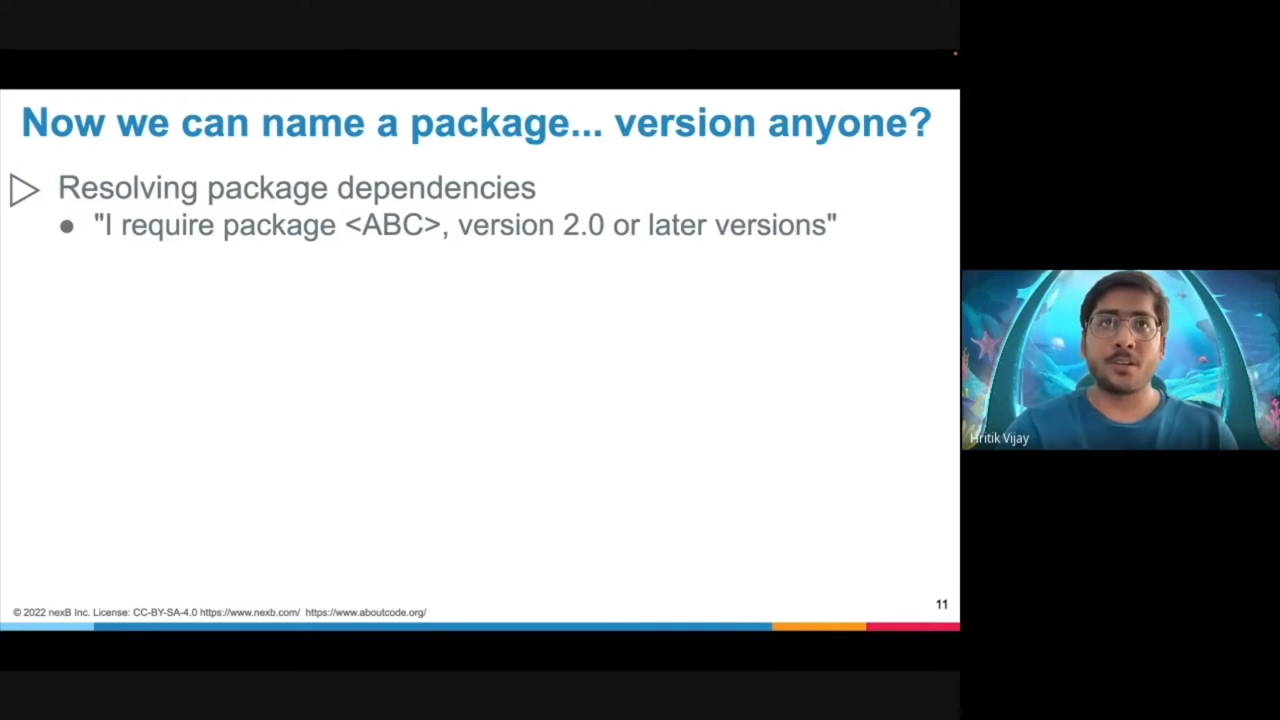 Now we can name a package... version anyone?
Resolving package dependencies
● "I require package <ABC>, version 2.0 or later versions"
© 2022 nexB Inc. License: CC-BY-SA-4.0 https://www.nexb.com/ https://www.aboutcode.org/
11
Hritik Vijay